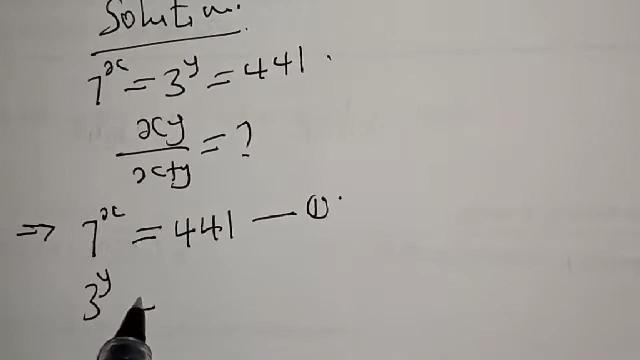 Solution.
7^x = 3^y = 441.
xy/x+y = ?
⇒ 7^x = 441 — ①.
3^y -